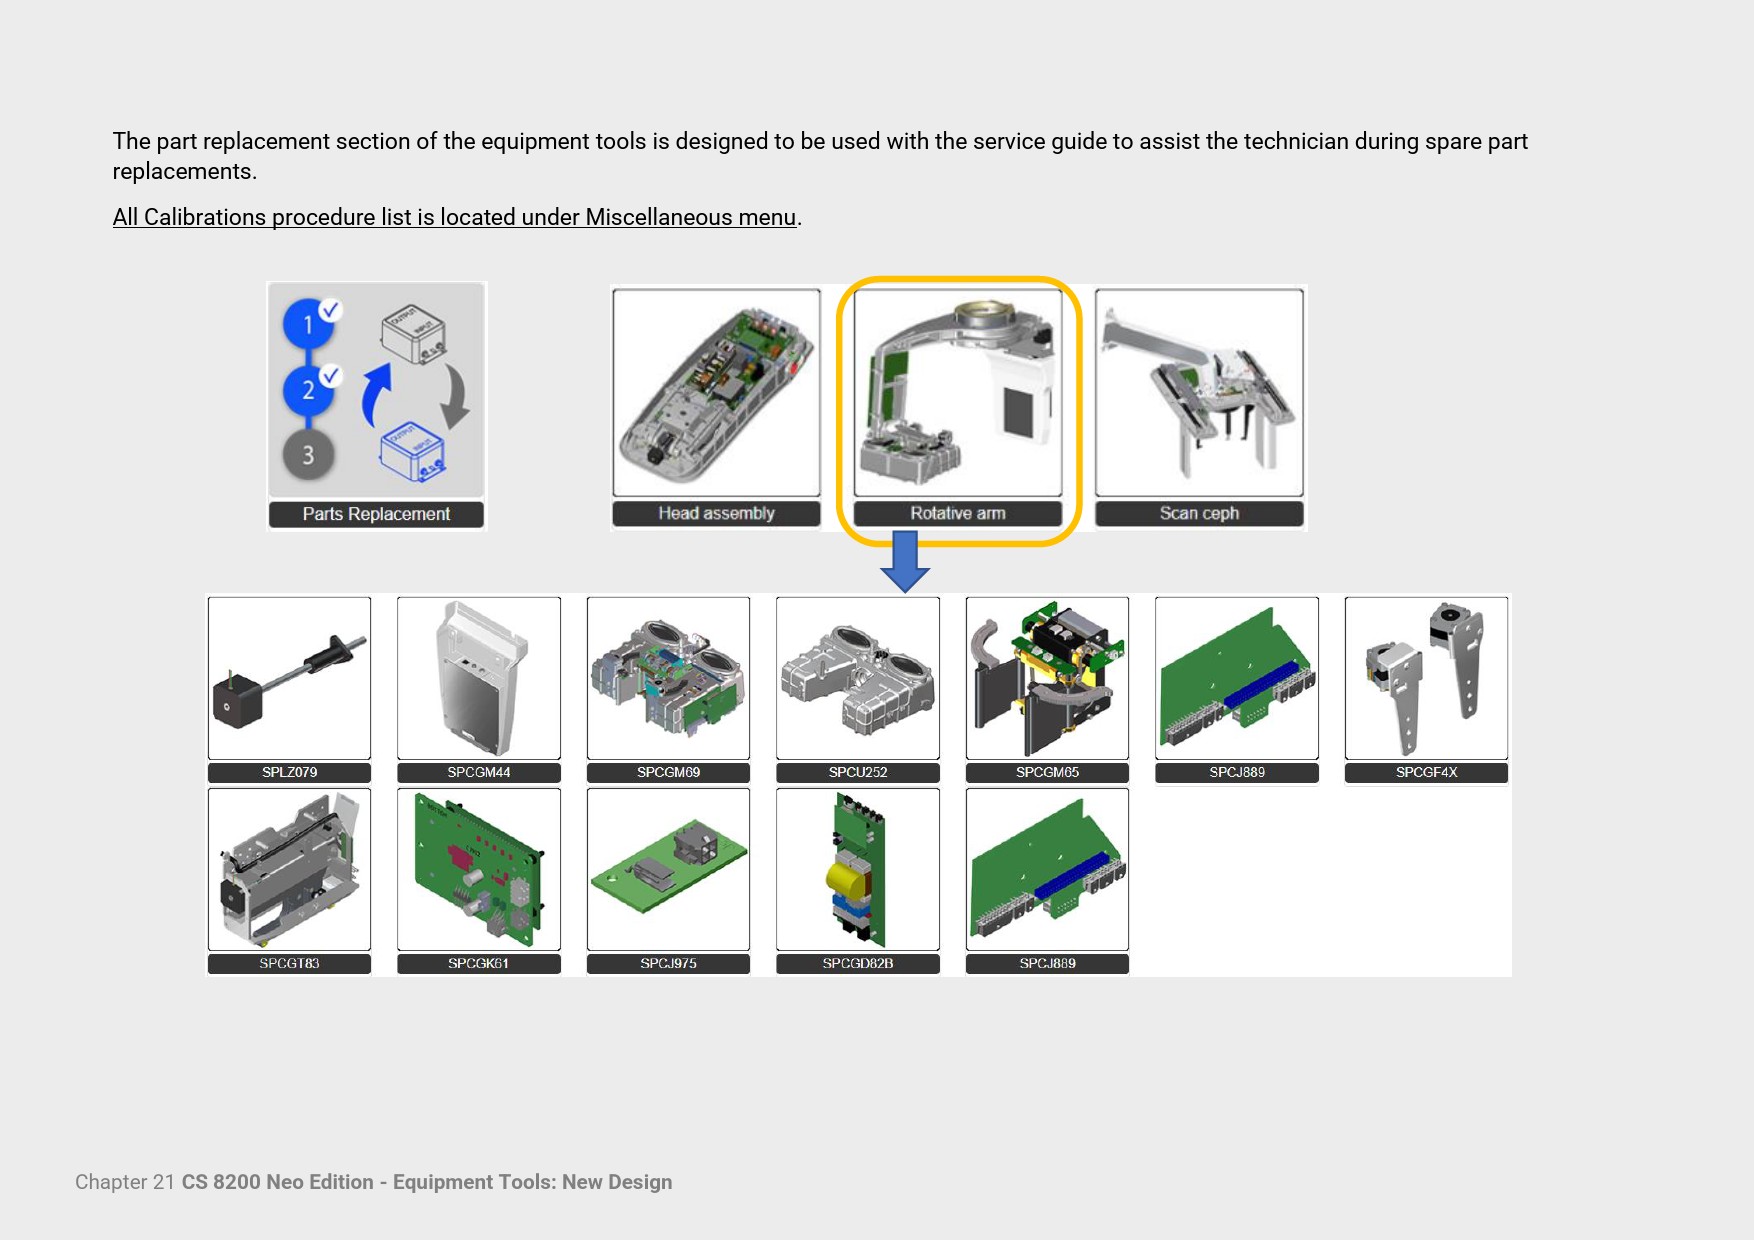 The part replacement section of the equipment tools is designed to be used with the service guide to assist the technician during spare part
replacements.
All Calibrations procedure list is located under Miscellaneous menu.
1
2
3
OUTPUT
INPUT
OUTPUT
INPUT
Parts Replacement
Head assembly
Rotative arm
Scan ceph
SPLZ079
SPCGM44
SPCGM69
SPCU252
SPCGM65
SPCJ889
SPCGF4X
SPCGT83
SPCGK61
SPCJ975
SPCGD82B
SPCJ889
Chapter 21 CS 8200 Neo Edition - Equipment Tools: New Design